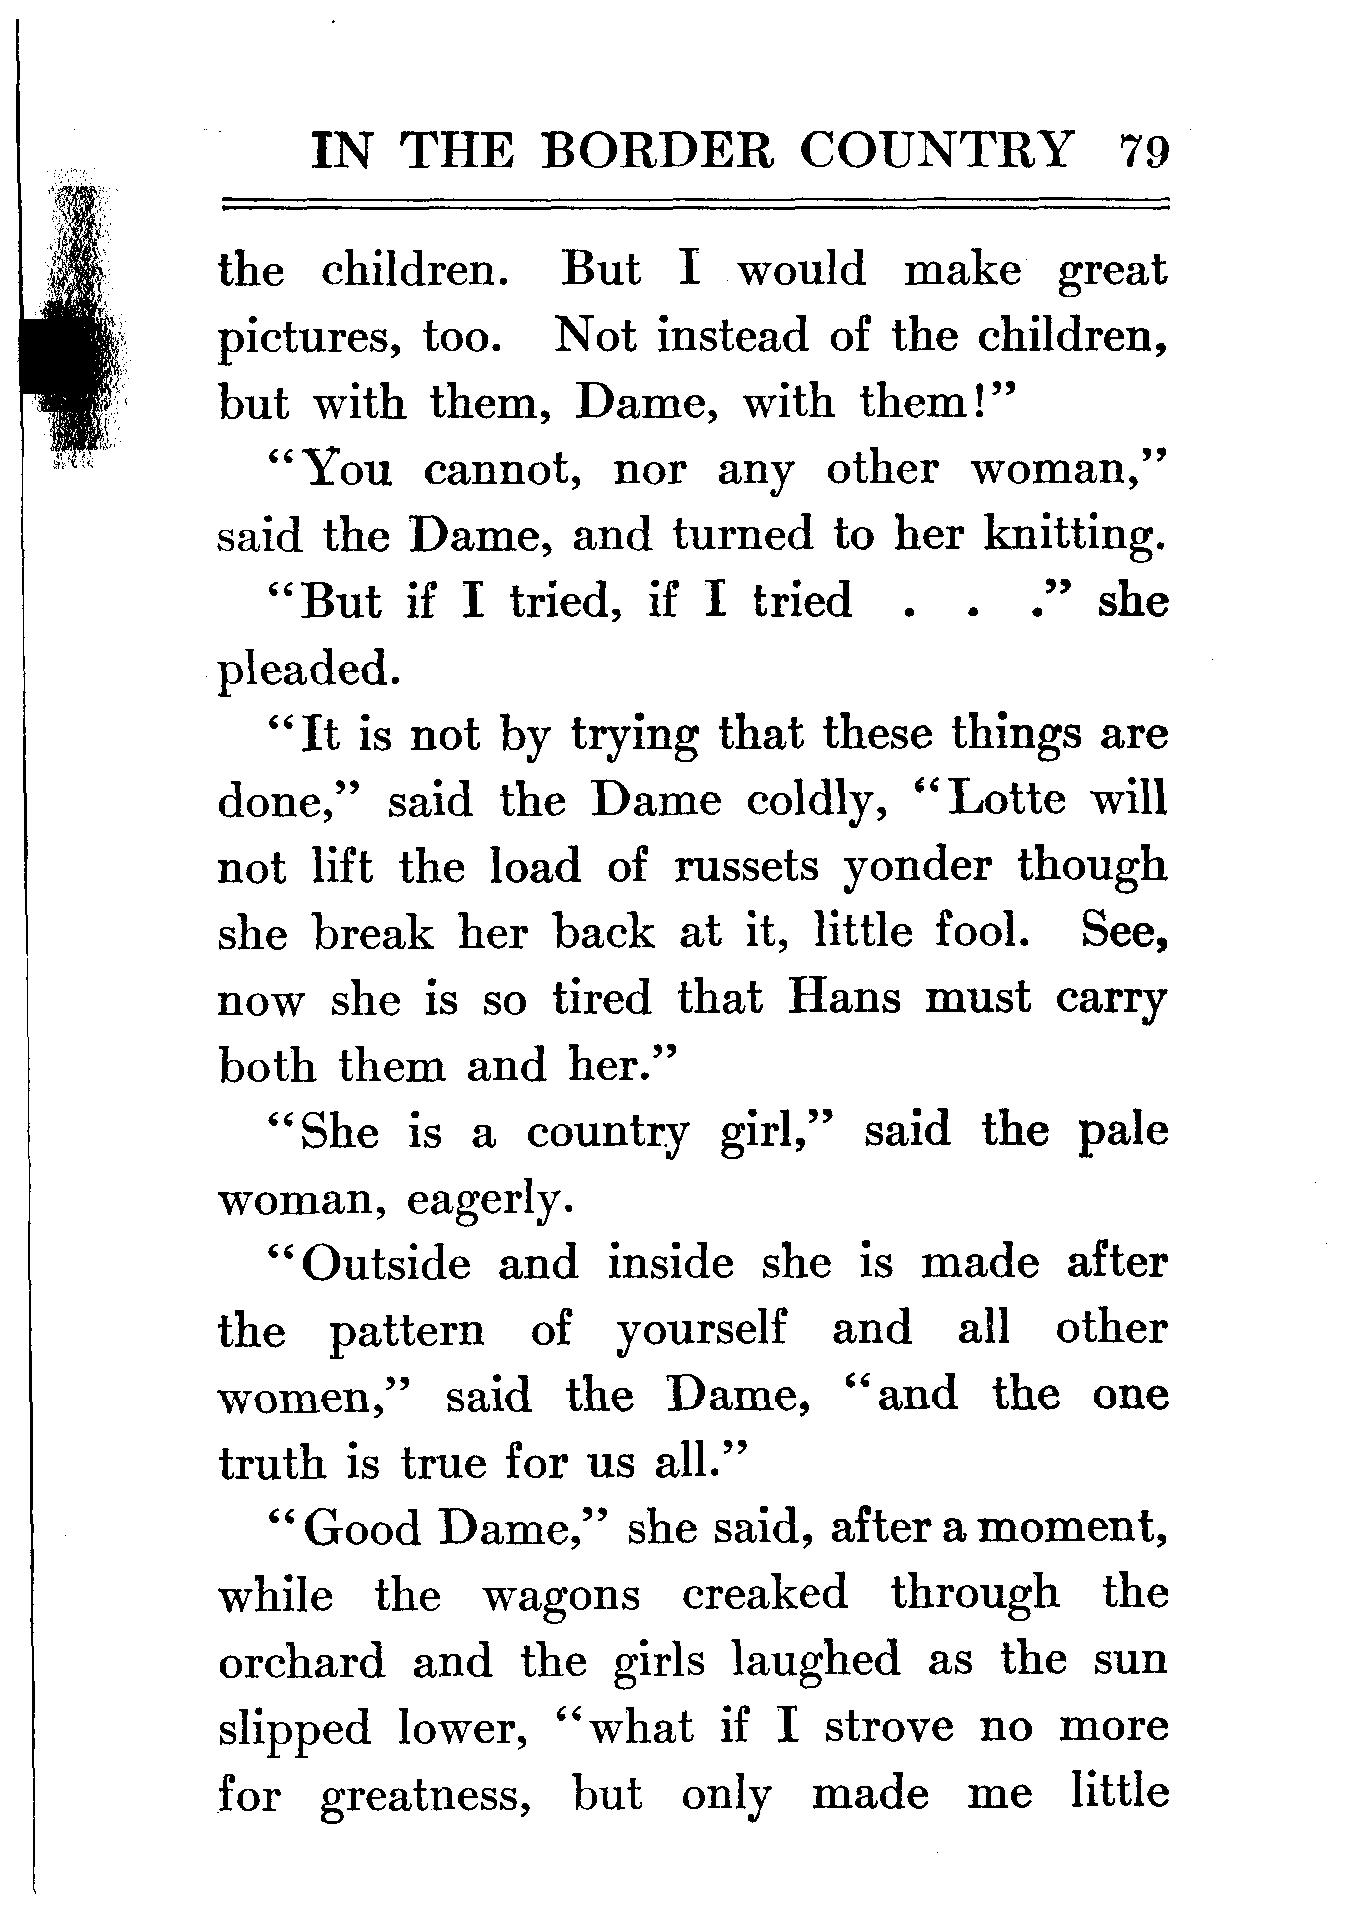 IN THE BORDER COUNTRY 79
the children. But I would make great
pictures, too. Not instead of the children,
but with them, Dame, with them!”
“You cannot, nor any other woman,”
said the Dame, and turned to her knitting.
“But if I tried, if I tried . . .” she
pleaded.
“It is not by trying that these things are
done,” said the Dame coldly, “Lotte will
not lift the load of russets yonder though
she break her back at it, little fool. See,
now she is so tired that Hans must carry
both them and her.”
“She is a country girl,” said the pale
woman, eagerly.
“Outside and inside she is made after
the pattern of yourself and all other
women,” said the Dame, “and the one
truth is true for us all.”
“Good Dame,” she said, after a moment,
while the wagons creaked through the
orchard and the girls laughed as the sun
slipped lower, “what if I strove no more
for greatness, but only made me little